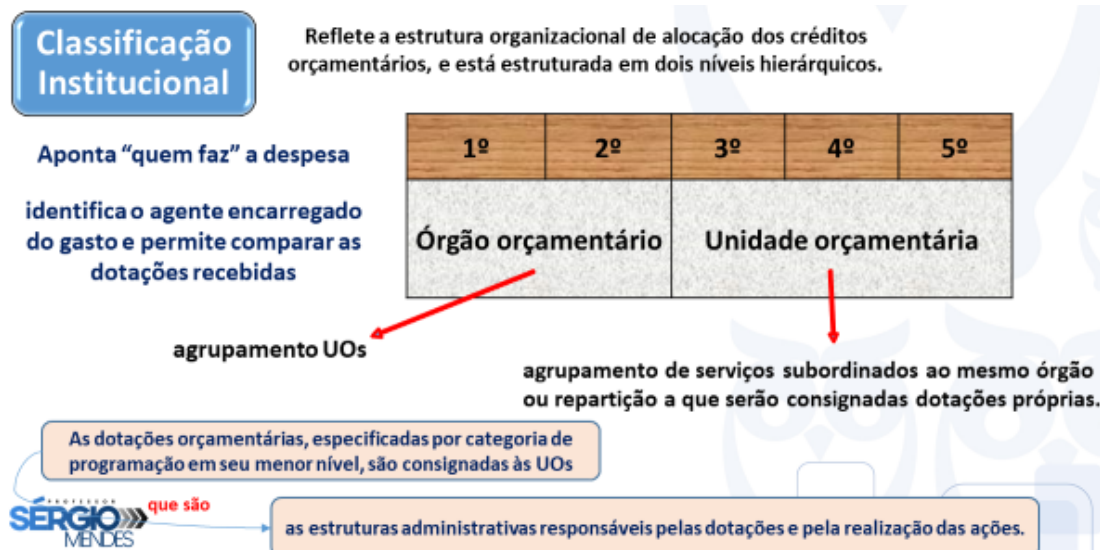 Classificação
Institucional
Reflete a estrutura organizacional de alocação dos créditos
orçamentários, e está estruturada em dois níveis hierárquicos.
Aponta “quem faz” a despesa
identifica o agente encarregado
do gasto e permite comparar as
dotações recebidas
1º 2º 3º 4º 5º
Órgão orçamentário Unidade orçamentária
agrupamento UOs
agrupamento de serviços subordinados ao mesmo órgão
ou repartição a que serão consignadas dotações próprias.
As dotações orçamentárias, especificadas por categoria de
programação em seu menor nível, são consignadas às UOs
PROFESSOR
SÉRGIO
MENDES
que são
as estruturas administrativas responsáveis pelas dotações e pela realização das ações.